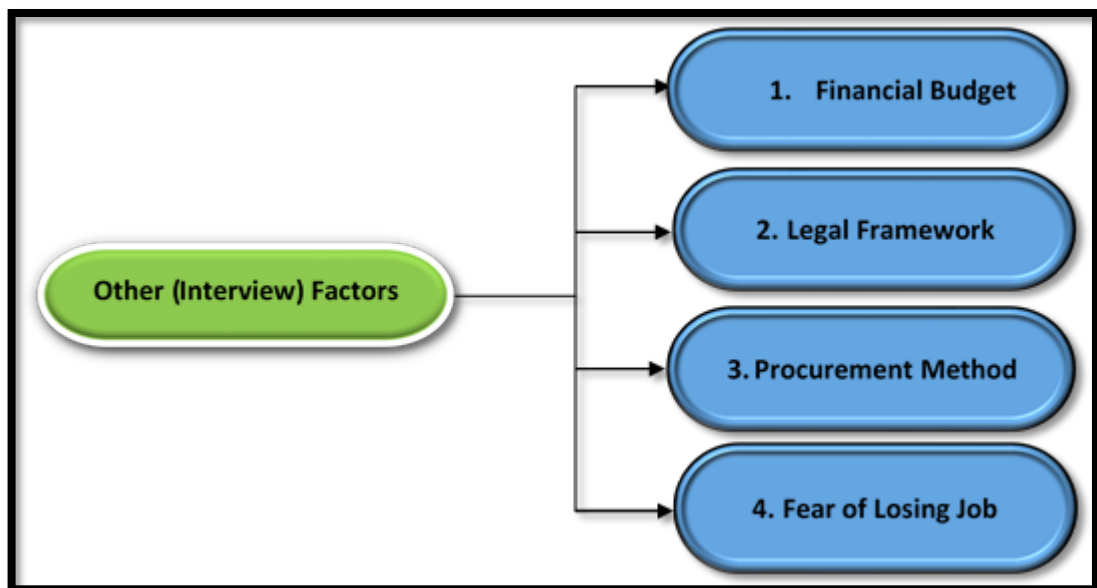 Other (Interview) Factors
1. Financial Budget
2. Legal Framework
3. Procurement Method
4. Fear of Losing Job